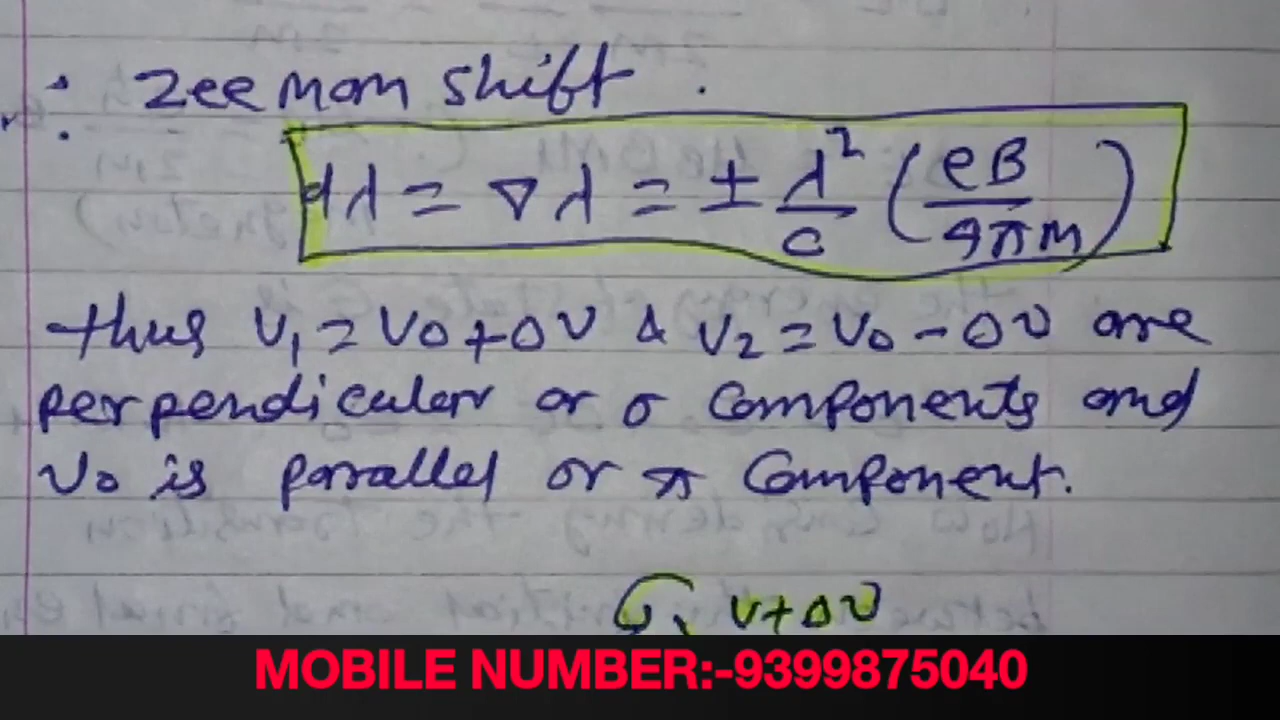 ∴ Zeeman shift.
dλ = ∇λ = ± λ²/c (eB/4πm)
thus ν₁ = ν₀ + Δν & ν₂ = ν₀ - Δν are
perpendicular or σ components and
ν₀ is parallel or π component.
ν + Δν
MOBILE NUMBER:-9399875040